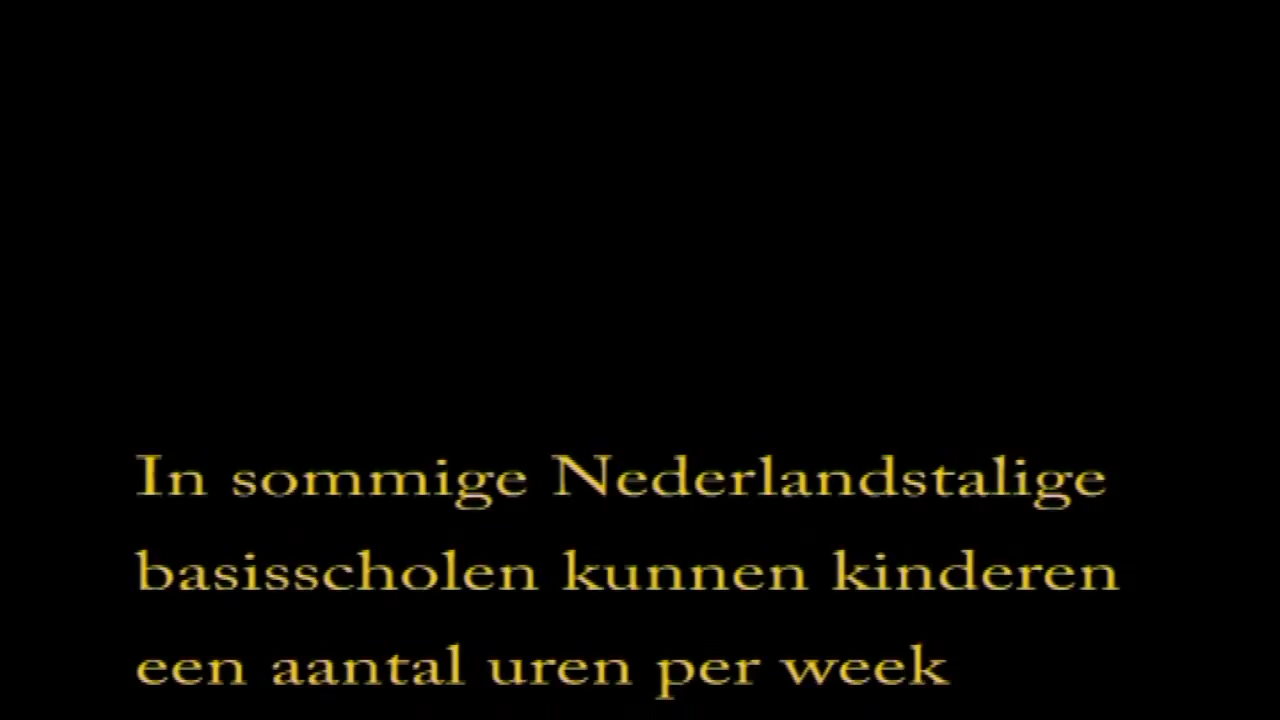 In sommige Nederlandstalige
basisscholen kunnen kinderen
een aantal uren per week